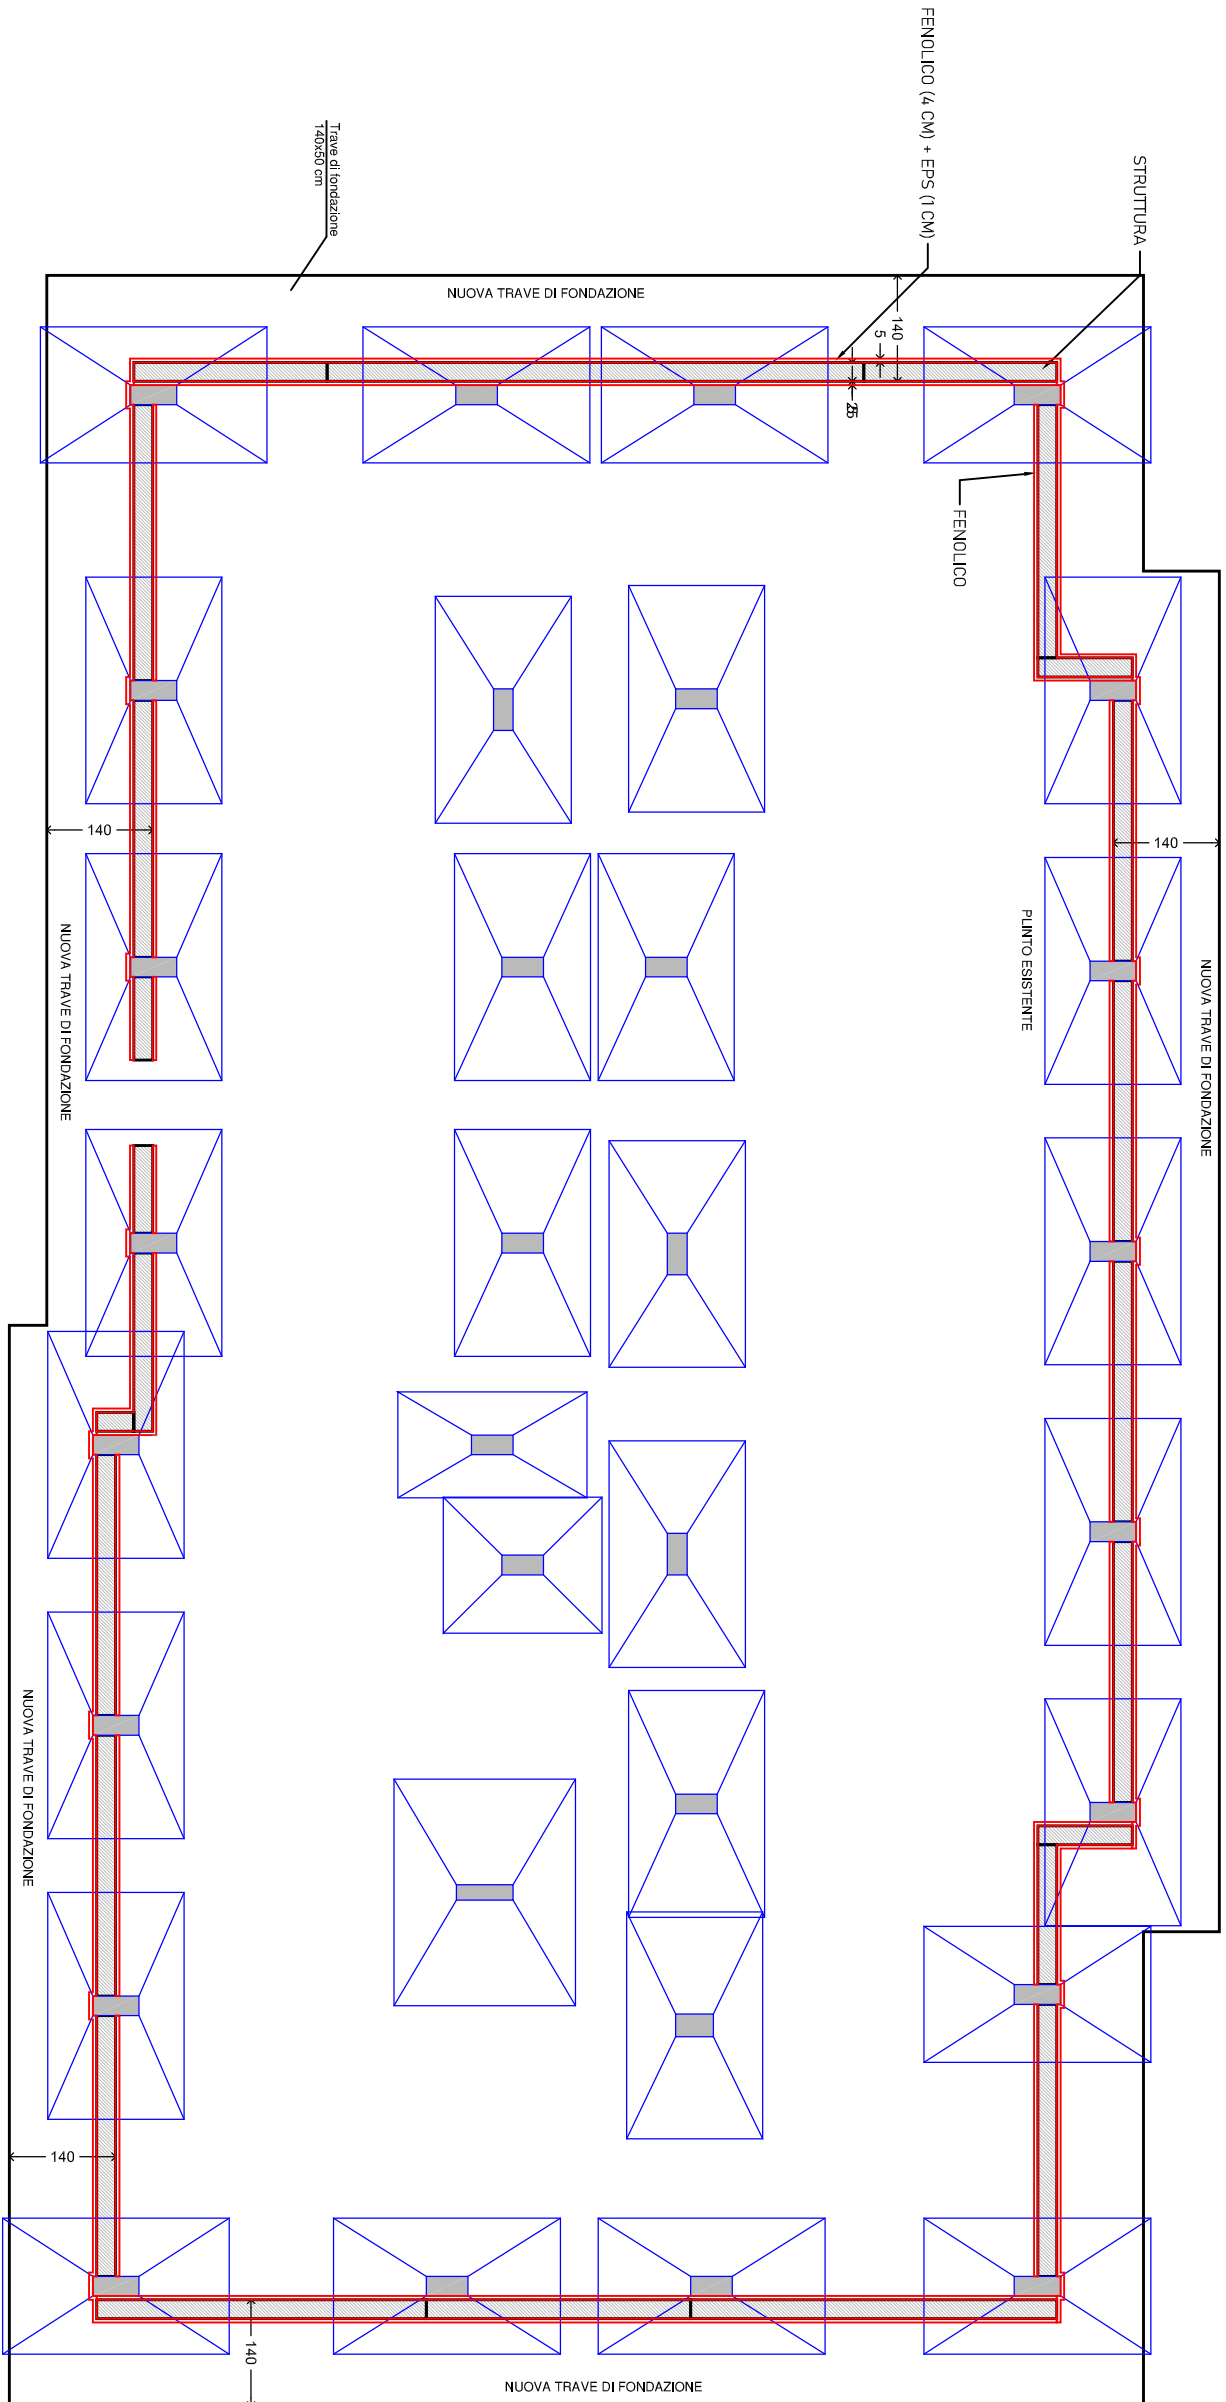 FENOLICO (4 CM) + EPS (1 CM)
STRUTTURA
Trave di fondazione
140x50 cm
NUOVA TRAVE DI FONDAZIONE
140
5
FENOLICO
140
140
PLINTO ESISTENTE
NUOVA TRAVE DI FONDAZIONE
NUOVA TRAVE DI FONDAZIONE
NUOVA TRAVE DI FONDAZIONE
140
140
NUOVA TRAVE DI FONDAZIONE